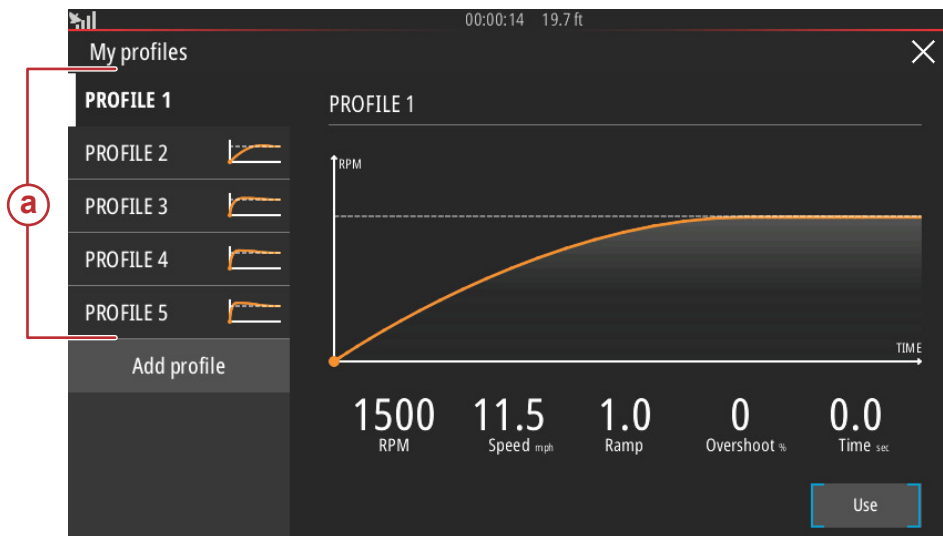 00:00:14 19.7 ft
My profiles
a
PROFILE 1
PROFILE 2
PROFILE 3
PROFILE 4
PROFILE 5
Add profile
PROFILE 1
RPM
TIME
1500 11.5 1.0 0 0.0
RPM Speed mph Ramp Overshoot % Time sec
Use